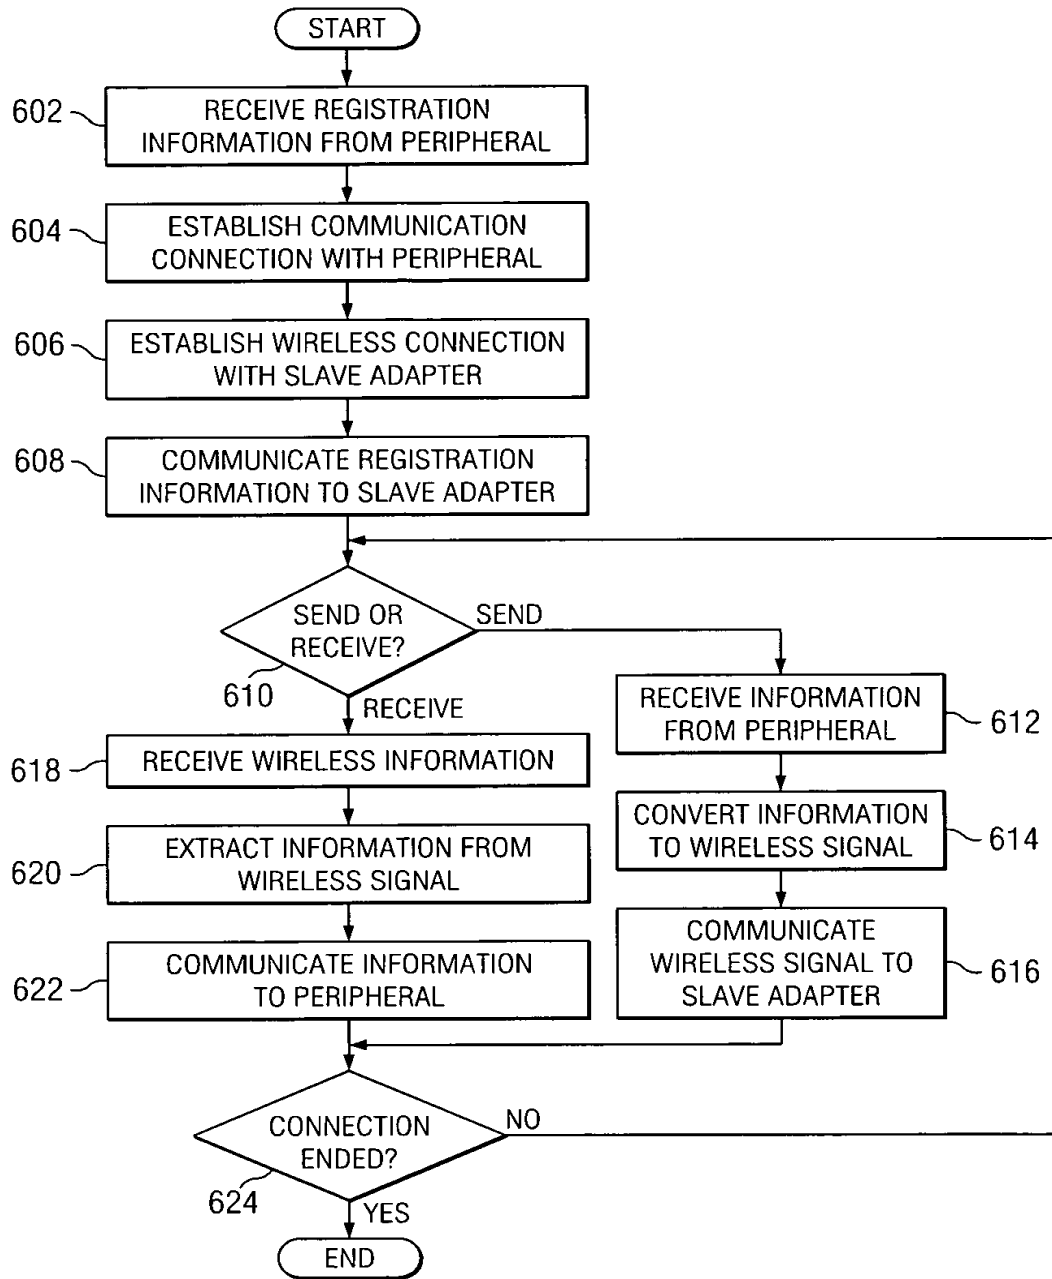 START
602
RECEIVE REGISTRATION
INFORMATION FROM PERIPHERAL
604
ESTABLISH COMMUNICATION
CONNECTION WITH PERIPHERAL
606
ESTABLISH WIRELESS CONNECTION
WITH SLAVE ADAPTER
608
COMMUNICATE REGISTRATION
INFORMATION TO SLAVE ADAPTER
SEND OR
RECEIVE?
610
SEND
RECEIVE
RECEIVE INFORMATION
FROM PERIPHERAL
612
CONVERT INFORMATION
TO WIRELESS SIGNAL
614
COMMUNICATE
WIRELESS SIGNAL TO
SLAVE ADAPTER
616
618
RECEIVE WIRELESS INFORMATION
620
EXTRACT INFORMATION FROM
WIRELESS SIGNAL
622
COMMUNICATE INFORMATION
TO PERIPHERAL
CONNECTION
ENDED?
624
NO
YES
END